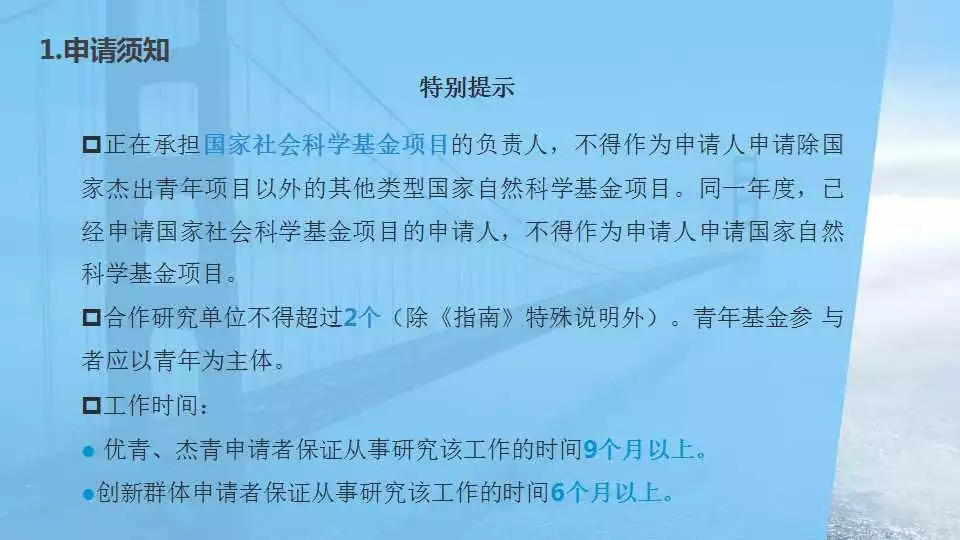 1.申请须知
特别提示
正在承担国家社会科学基金项目的负责人，不得作为申请人申请除国
家杰出青年项目以外的其他类型国家自然科学基金项目。同一年度，已
经申请国家社会科学基金项目的申请人，不得作为申请人申请国家自然
科学基金项目。
合作研究单位不得超过2个（除《指南》特殊说明外）。青年基金参 与
者应以青年为主体。
工作时间：
● 优青、杰青申请者保证从事研究该工作的时间9个月以上。
●创新群体申请者保证从事研究该工作的时间6个月以上。